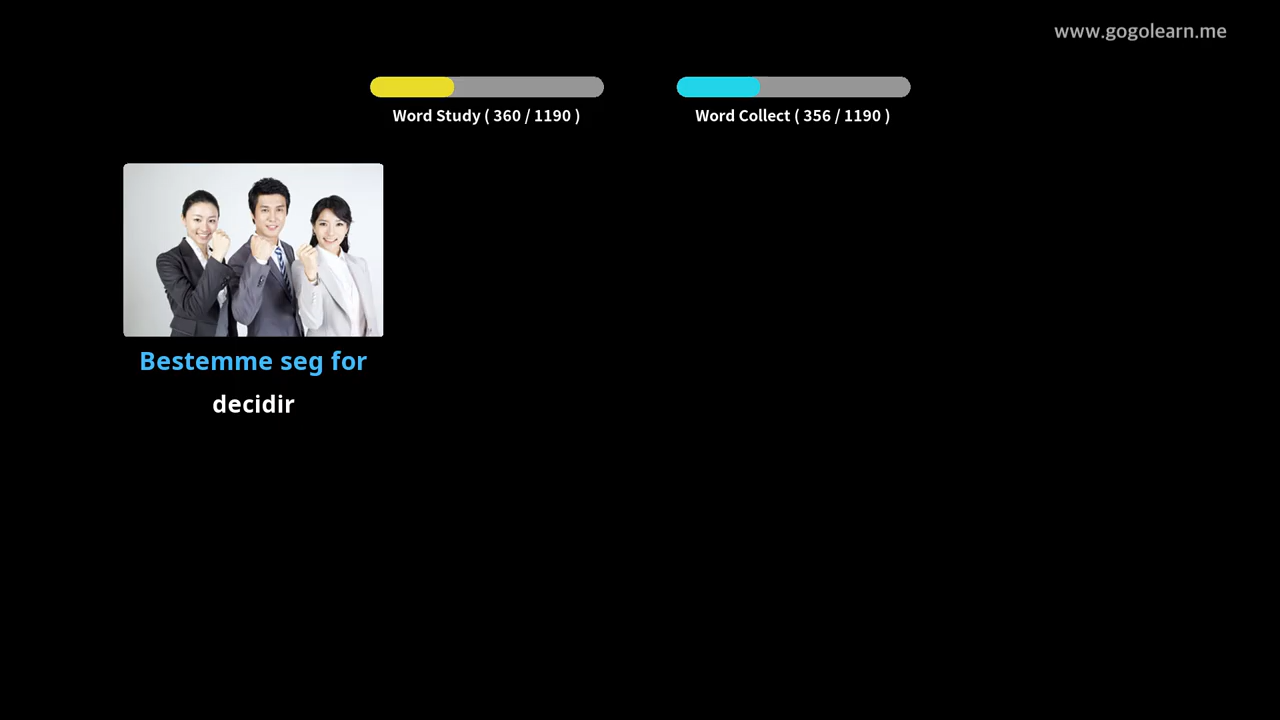 www.gogolearn.me
Word Study ( 360 / 1190 )
Word Collect ( 356 / 1190 )
Bestemme seg for
decidir